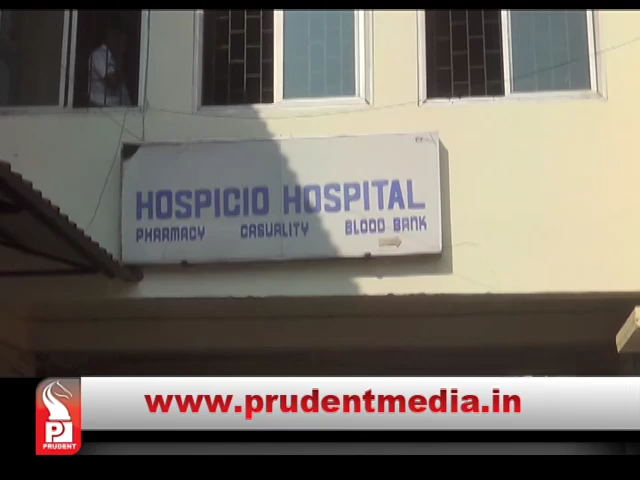 HOSPICIO HOSPITAL
PHARMACY CASUALITY BLOOD BANK
www.prudentmedia.in
P
PRUDENT